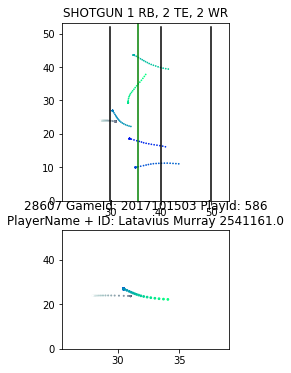 SHOTGUN 1 RB, 2 TE, 2 WR
50
40
30
20
10
0
30 40 50
28607 GameId: 2017101503 PlayId: 586
PlayerName + ID: Latavius Murray 2541161.0
40
20
0
30 35